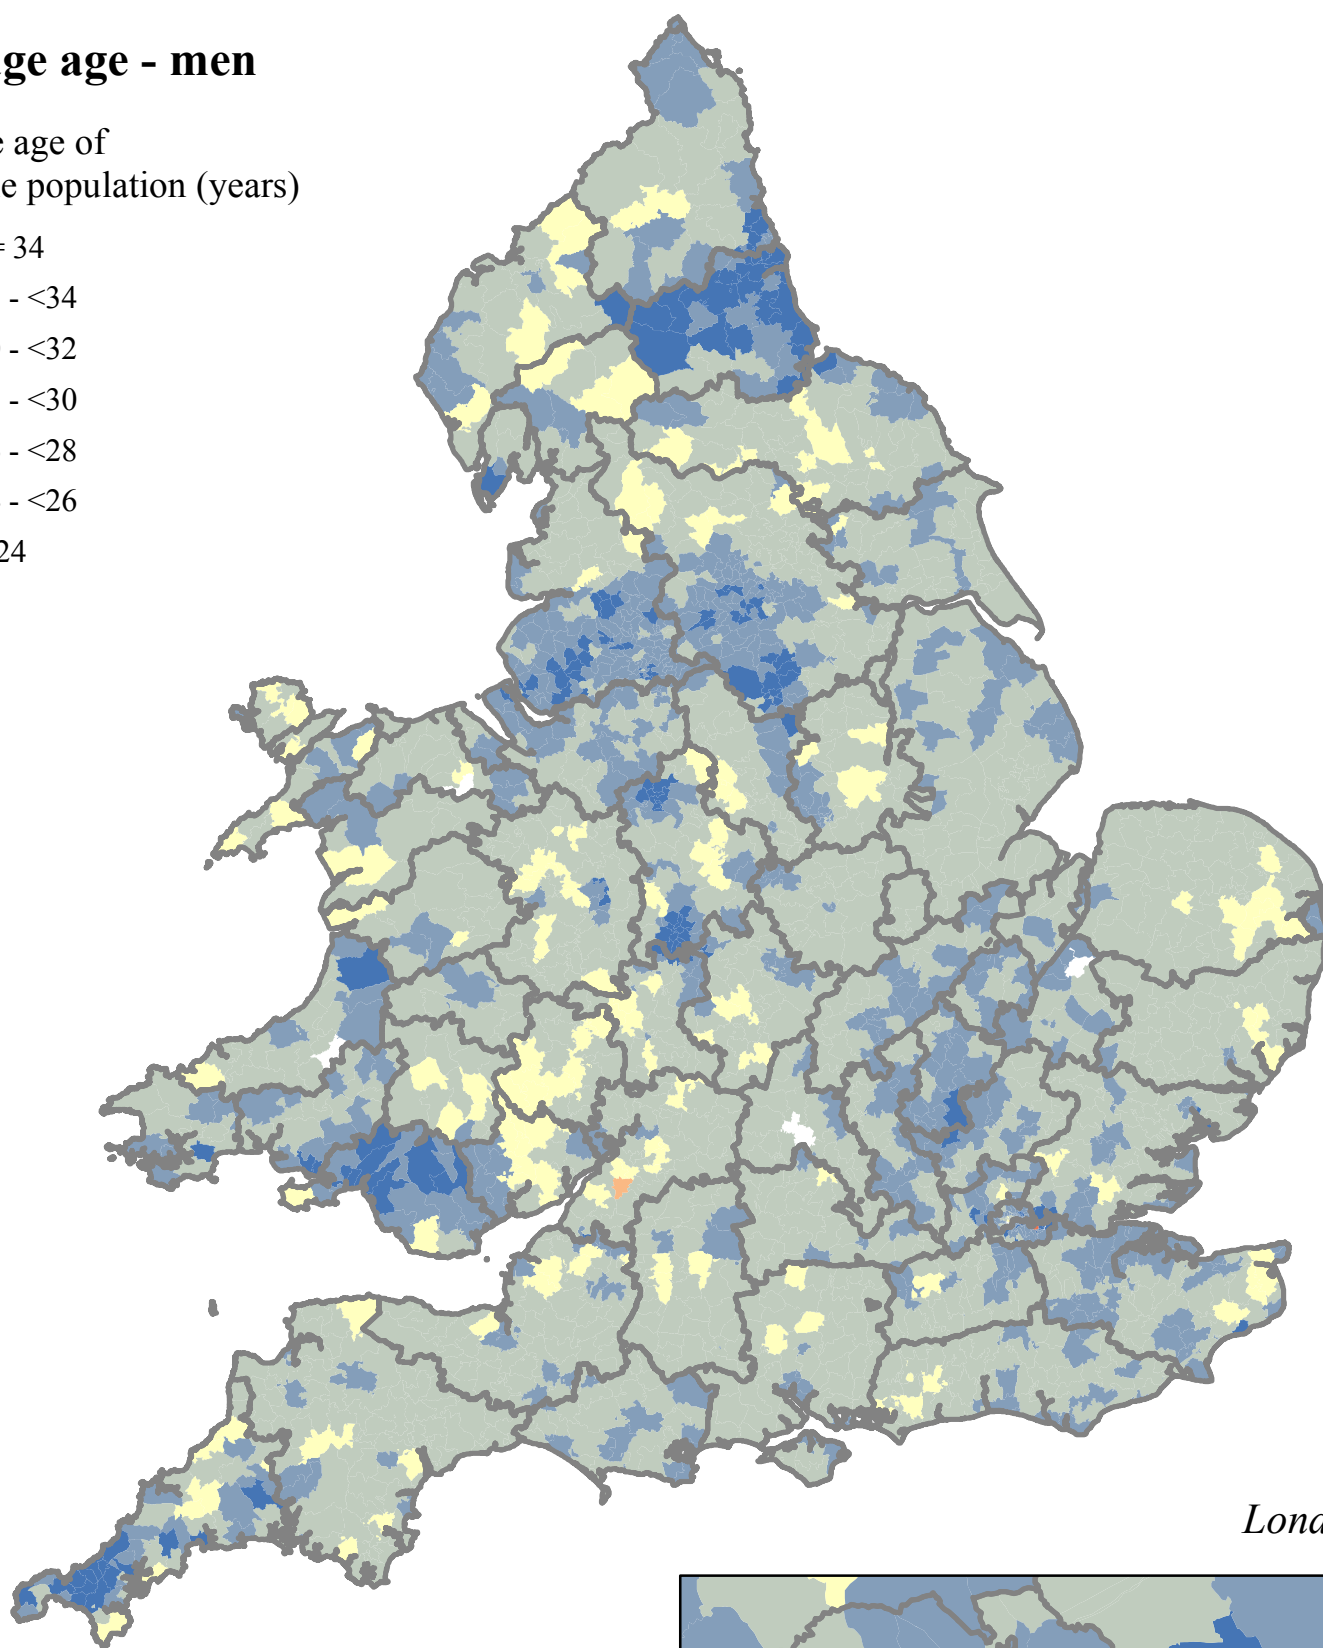 ge age - men
e age of
e population (years)
= 34
- <34
- <32
- <30
- <28
- <26
24
Lond